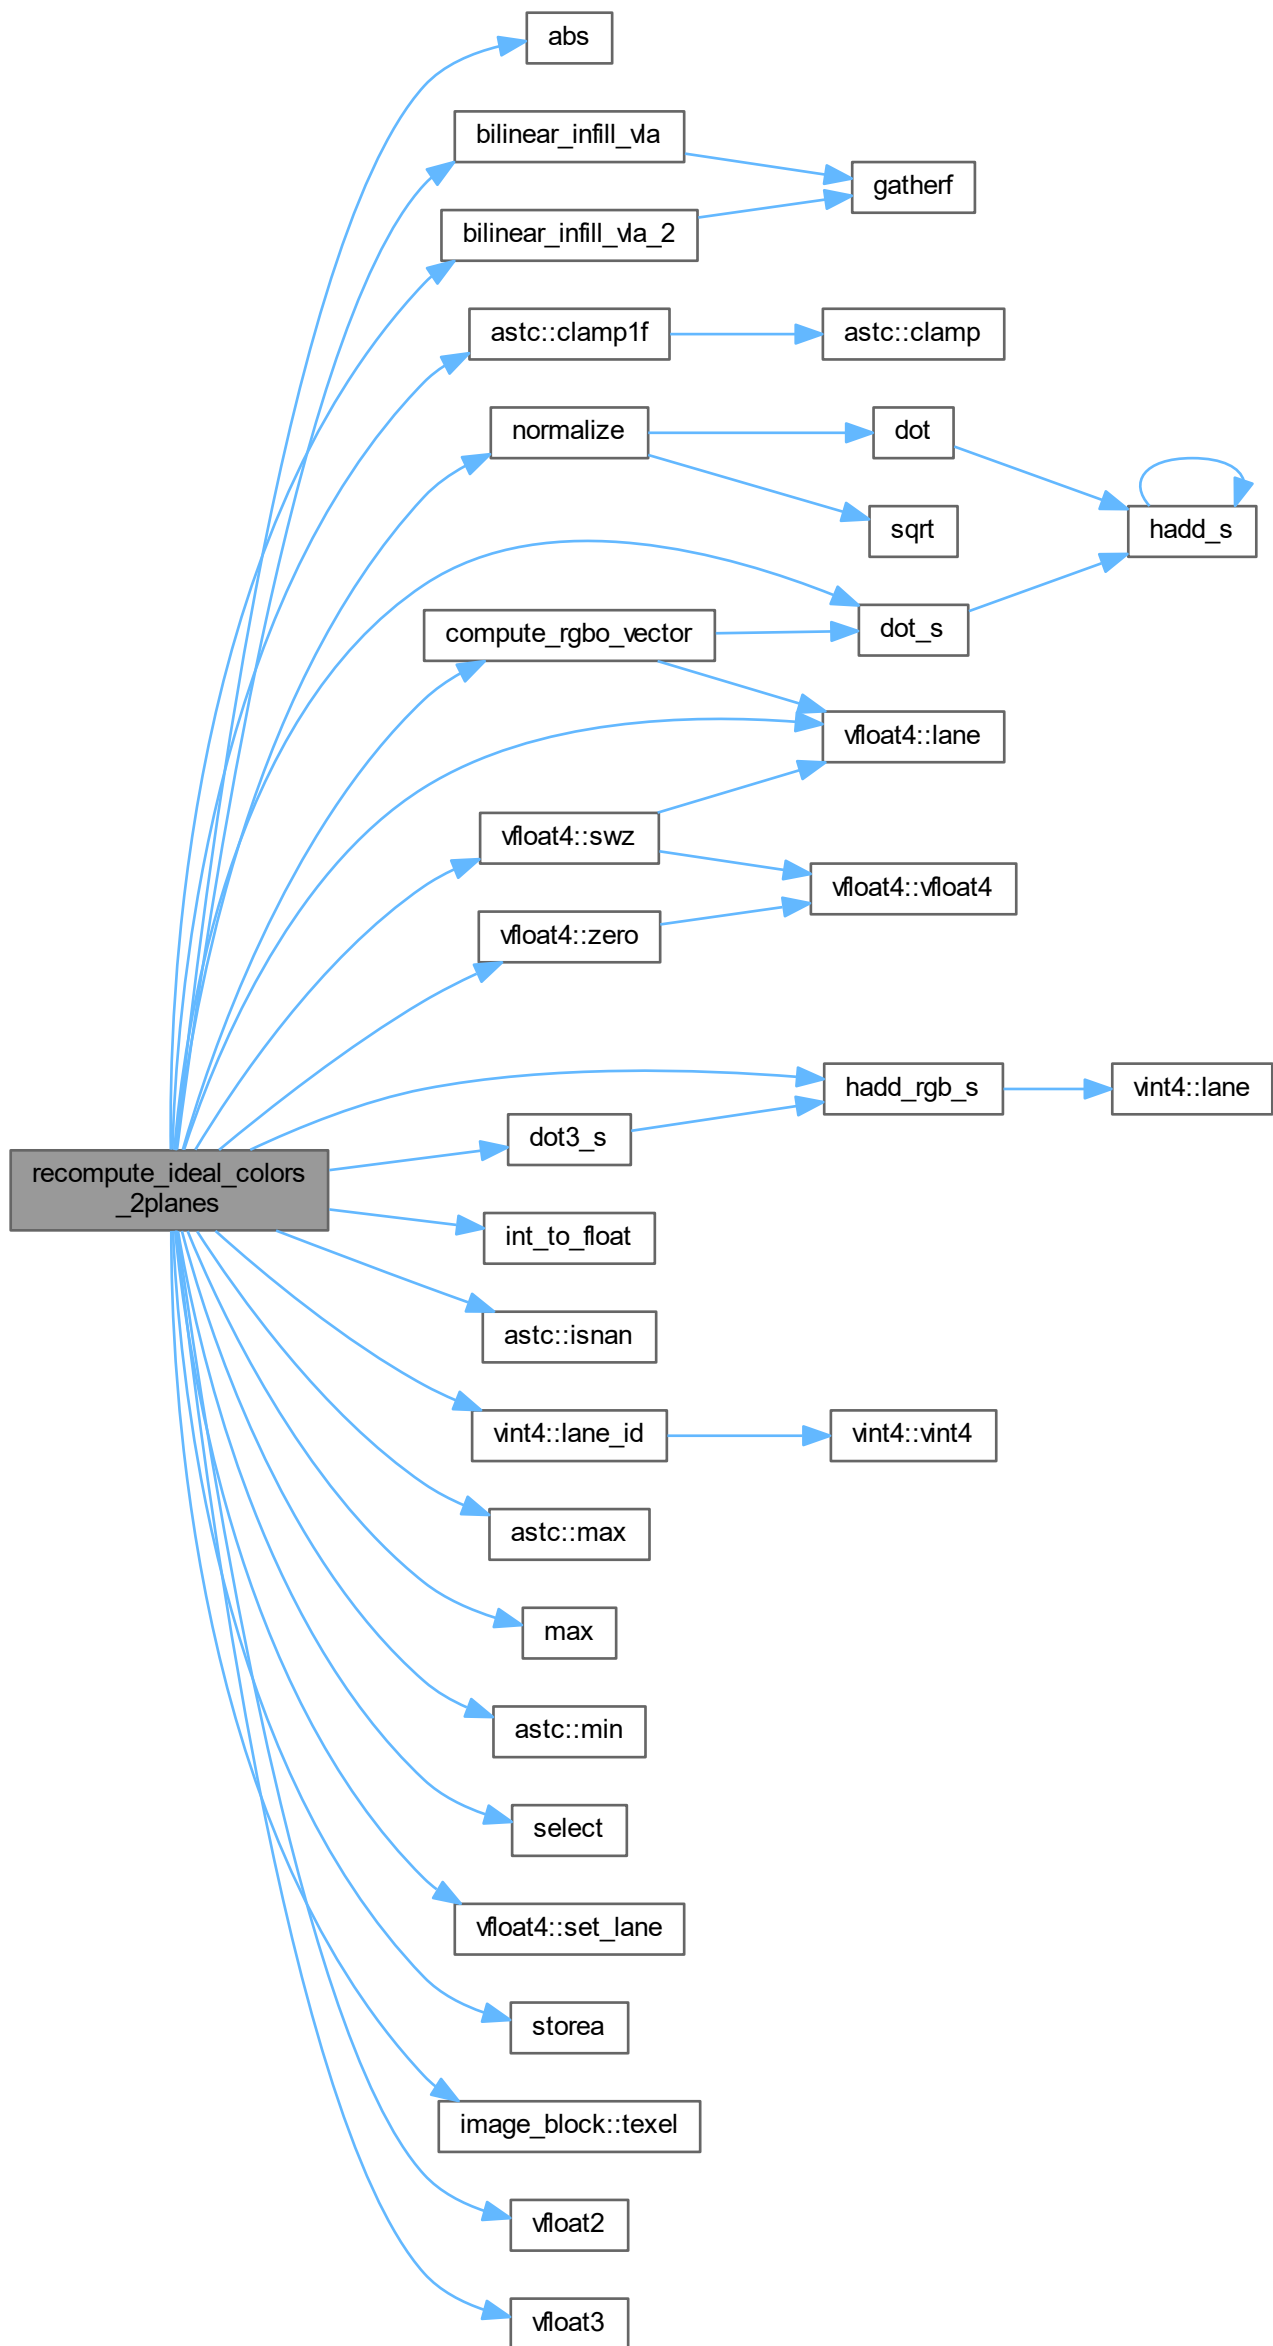 abs
bilinear_infill_vla
gatherf
bilinear_infill_vla_2
astc::clamp1f
astc::clamp
normalize
dot
sqrt
hadd_s
compute_rgbo_vector
dot_s
vfloat4::lane
vfloat4::swz
vfloat4::vfloat4
vfloat4::zero
hadd_rgb_s
vint4::lane
dot3_s
recompute_ideal_colors
_2planes
int_to_float
astc::isnan
vint4::lane_id
vint4::vint4
astc::max
max
astc::min
select
vfloat4::set_lane
storea
image_block::texel
vfloat2
vfloat3